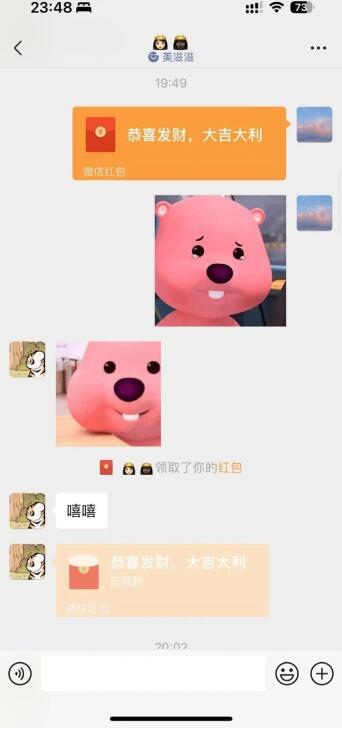 23:48
73
美滋滋
19:49
恭喜发财，大吉大利
微信红包
领取了你的红包
嘻嘻
恭喜发财，大吉大利
已领取
微信红包
20:02